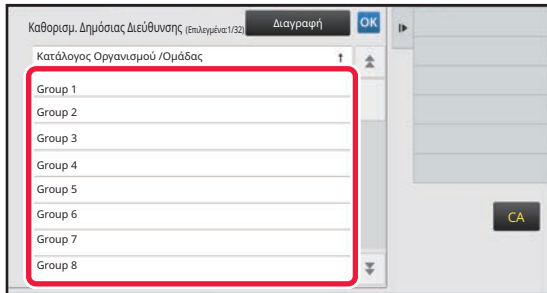 Καθορισμ. Δημόσιας Διεύθυνσης (Επιλεγμένα:1/32) Διαγραφή OK
Κατάλογος Οργανισμού /Ομάδας ↑
Group 1
Group 2
Group 3
Group 4
Group 5
Group 6
Group 7
Group 8
CA